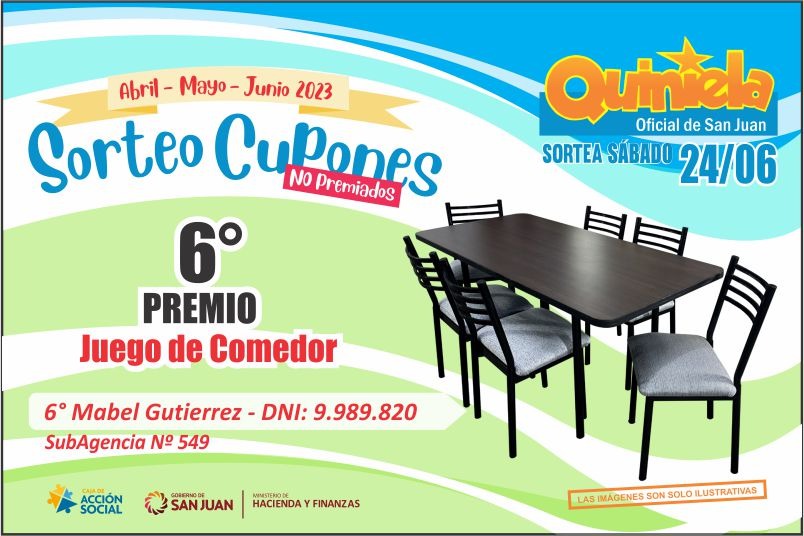 Abril - Mayo - Junio 2023
Sorteo Cupones
NO Premiados
Quiniela
Oficial de San Juan
SORTEA SÁBADO 24/06
6°
PREMIO
Juego de Comedor
6° Mabel Gutierrez - DNI: 9.989.820
SubAgencia Nº 549
CAJA DE
ACCIÓN
SOCIAL
GOBIERNO DE
SAN JUAN
MINISTERIO DE
HACIENDA Y FINANZAS
LAS IMÁGENES SON SOLO ILUSTRATIVAS